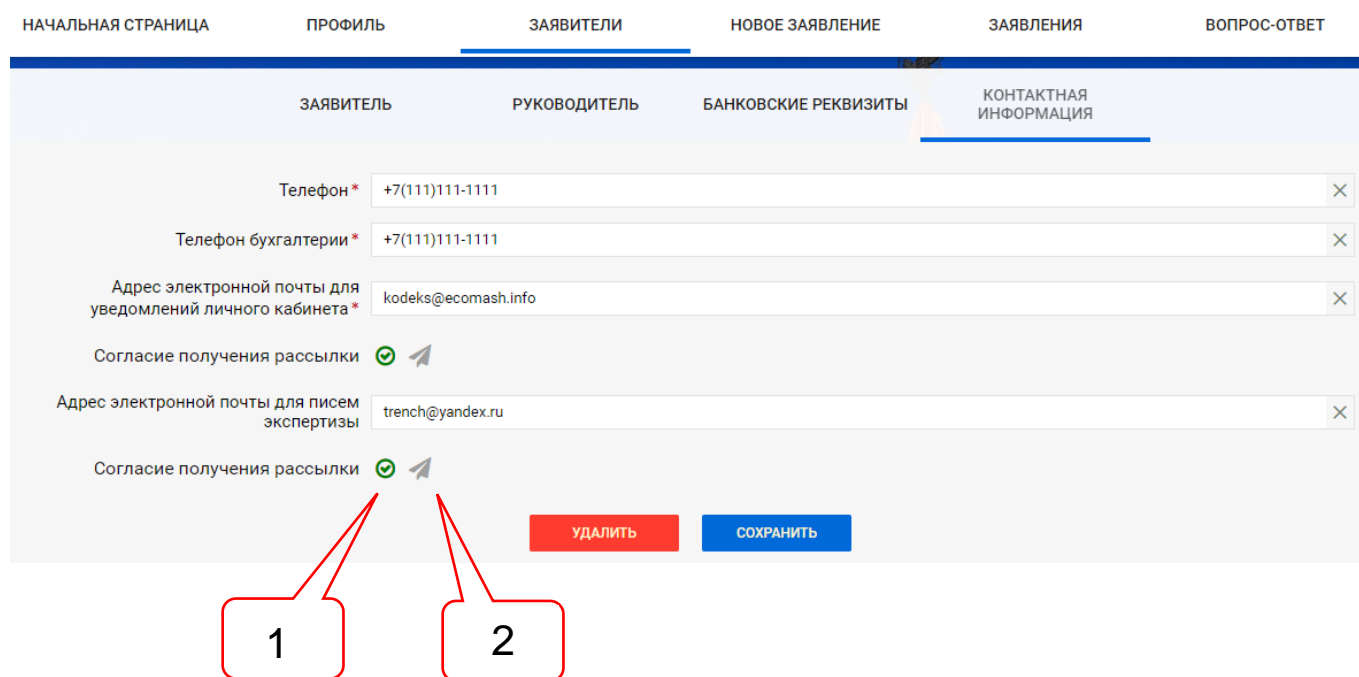 НАЧАЛЬНАЯ СТРАНИЦА ПРОФИЛЬ ЗАЯВИТЕЛИ НОВОЕ ЗАЯВЛЕНИЕ ЗАЯВЛЕНИЯ ВОПРОС-ОТВЕТ
ЗАЯВИТЕЛЬ РУКОВОДИТЕЛЬ БАНКОВСКИЕ РЕКВИЗИТЫ КОНТАКТНАЯ
ИНФОРМАЦИЯ
Телефон* +7(111)111-1111
Телефон бухгалтерии* +7(111)111-1111
Адрес электронной почты для
уведомлений личного кабинета* kodeks@ecomash.info
Согласие получения рассылки
Адрес электронной почты для писем
экспертизы trench@yandex.ru
Согласие получения рассылки
УДАЛИТЬ СОХРАНИТЬ
1 2